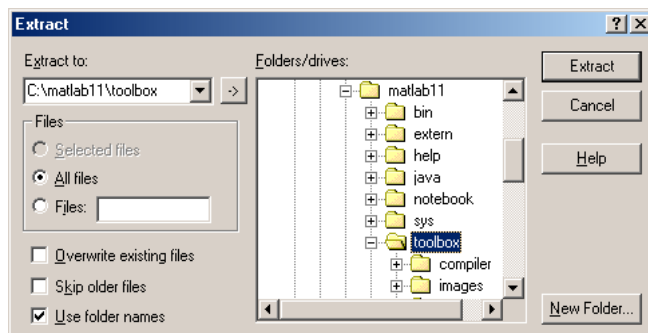 Extract
Extract to:
C:\matlab11\toolbox
->
Files
Selected files
All files
Files:
Overwrite existing files
Skip older files
Use folder names
Folders/drives:
matlab11
bin
extern
help
java
notebook
sys
toolbox
compiler
images
Extract
Cancel
Help
New Folder...